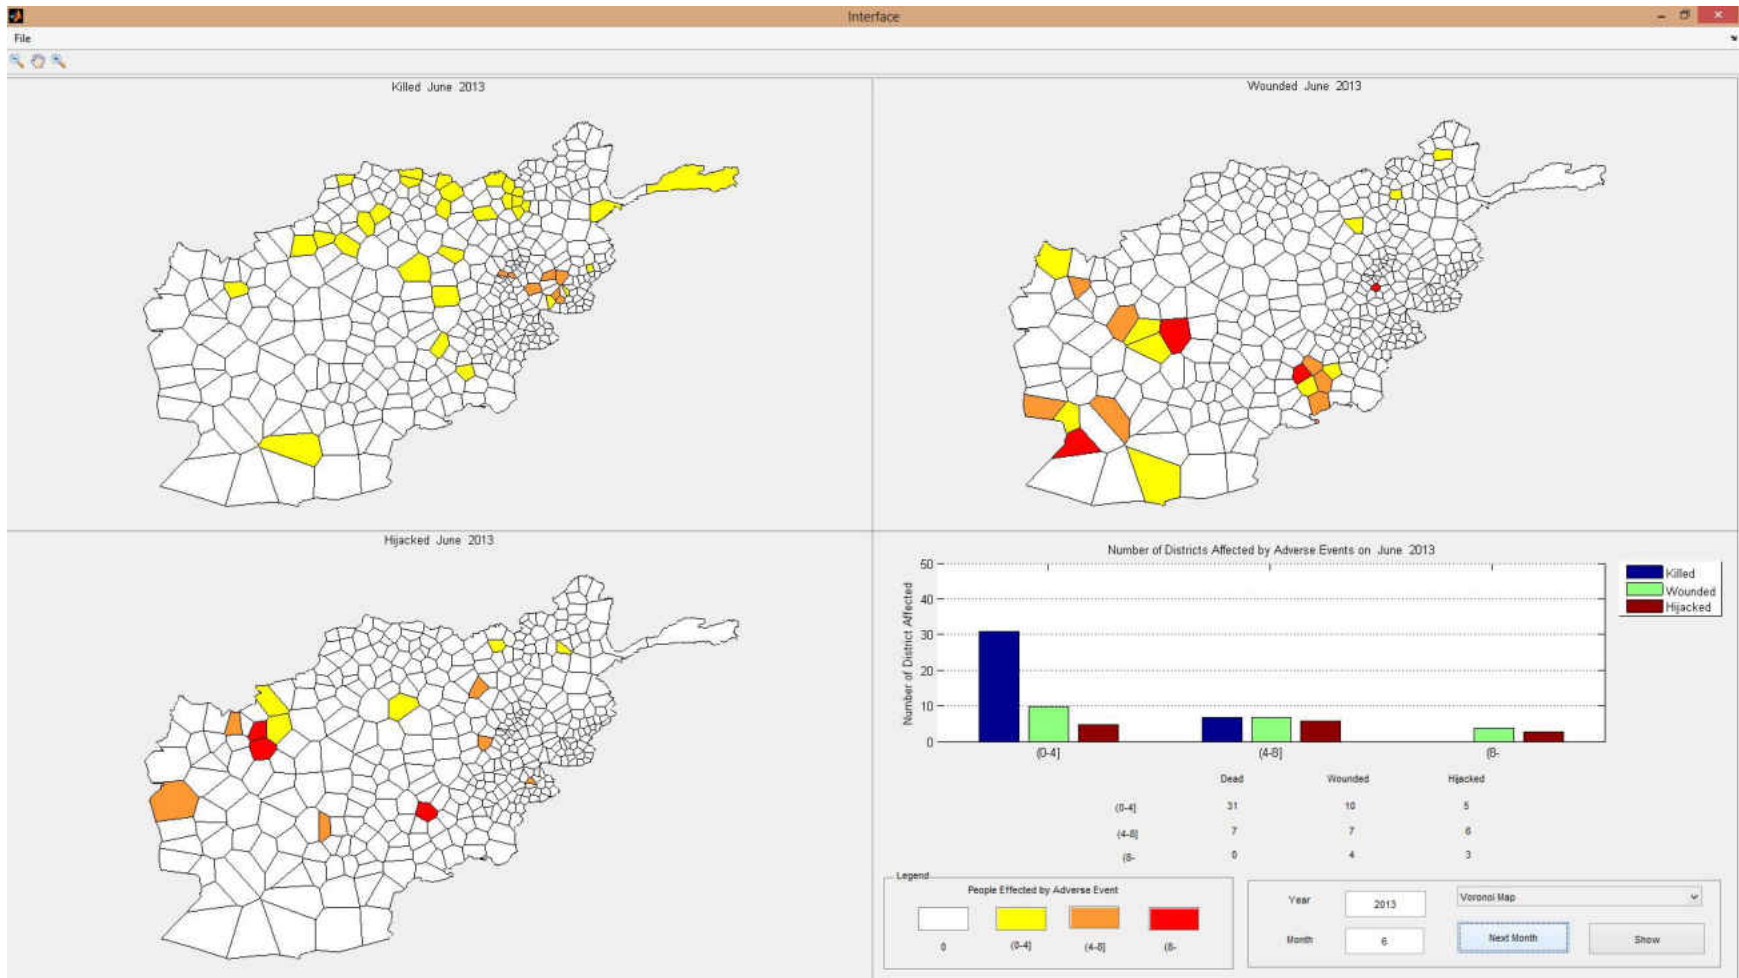 Interface
File
Killed June 2013
Wounded June 2013
Hijacked June 2013
Number of Districts Affected by Adverse Events on June 2013
Number of District Affected
50
40
30
20
10
0
(0-4]
(4-8]
(8-
Killed
Wounded
Hijacked
Dead Wounded Hijacked
(0-4] 31 10 5
(4-8] 7 7 6
(8- 0 4 3
Legend
People Effected by Adverse Event
0 (0-4] (4-8] (8-
Year 2013 Voronoi Map
Month 6 Next Month Show